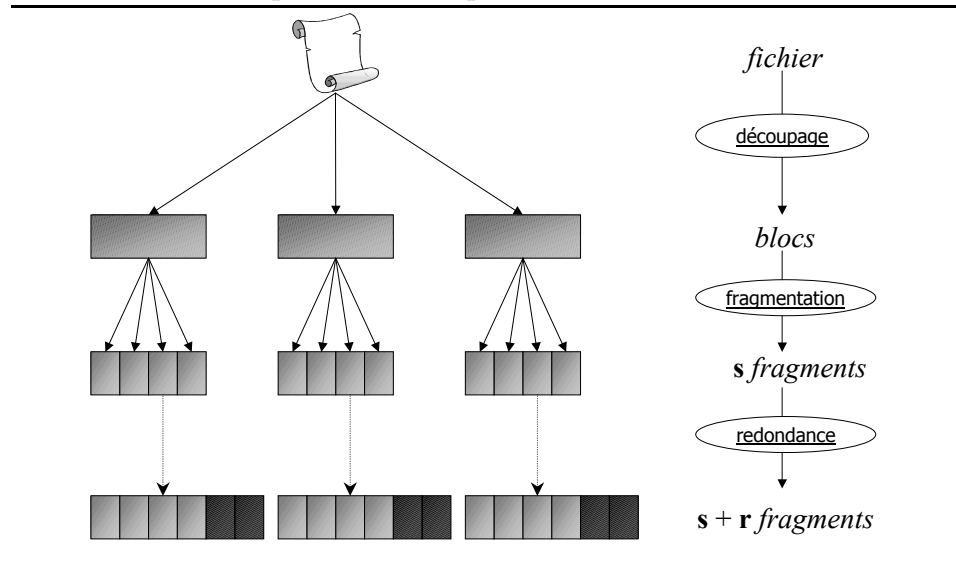 fichier
découpage
blocs
fragmentation
s fragments
redondance
s + r fragments